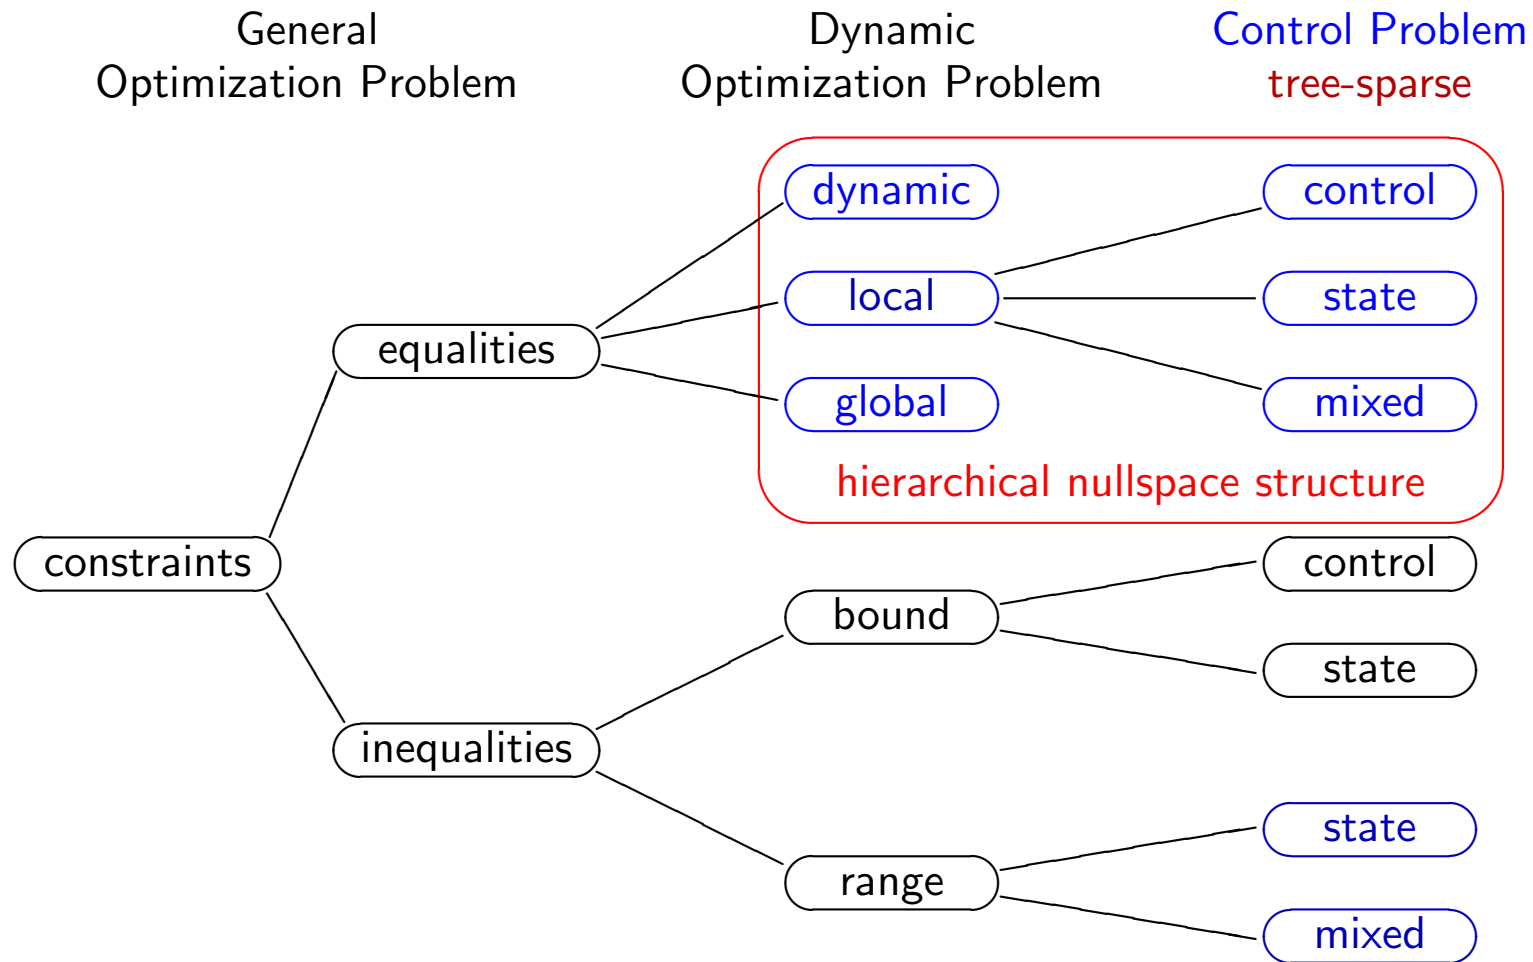 General
Optimization Problem
Dynamic
Optimization Problem
Control Problem
tree-sparse
dynamic
control
local
state
equalities
global
mixed
hierarchical nullspace structure
constraints
control
bound
state
inequalities
state
range
mixed